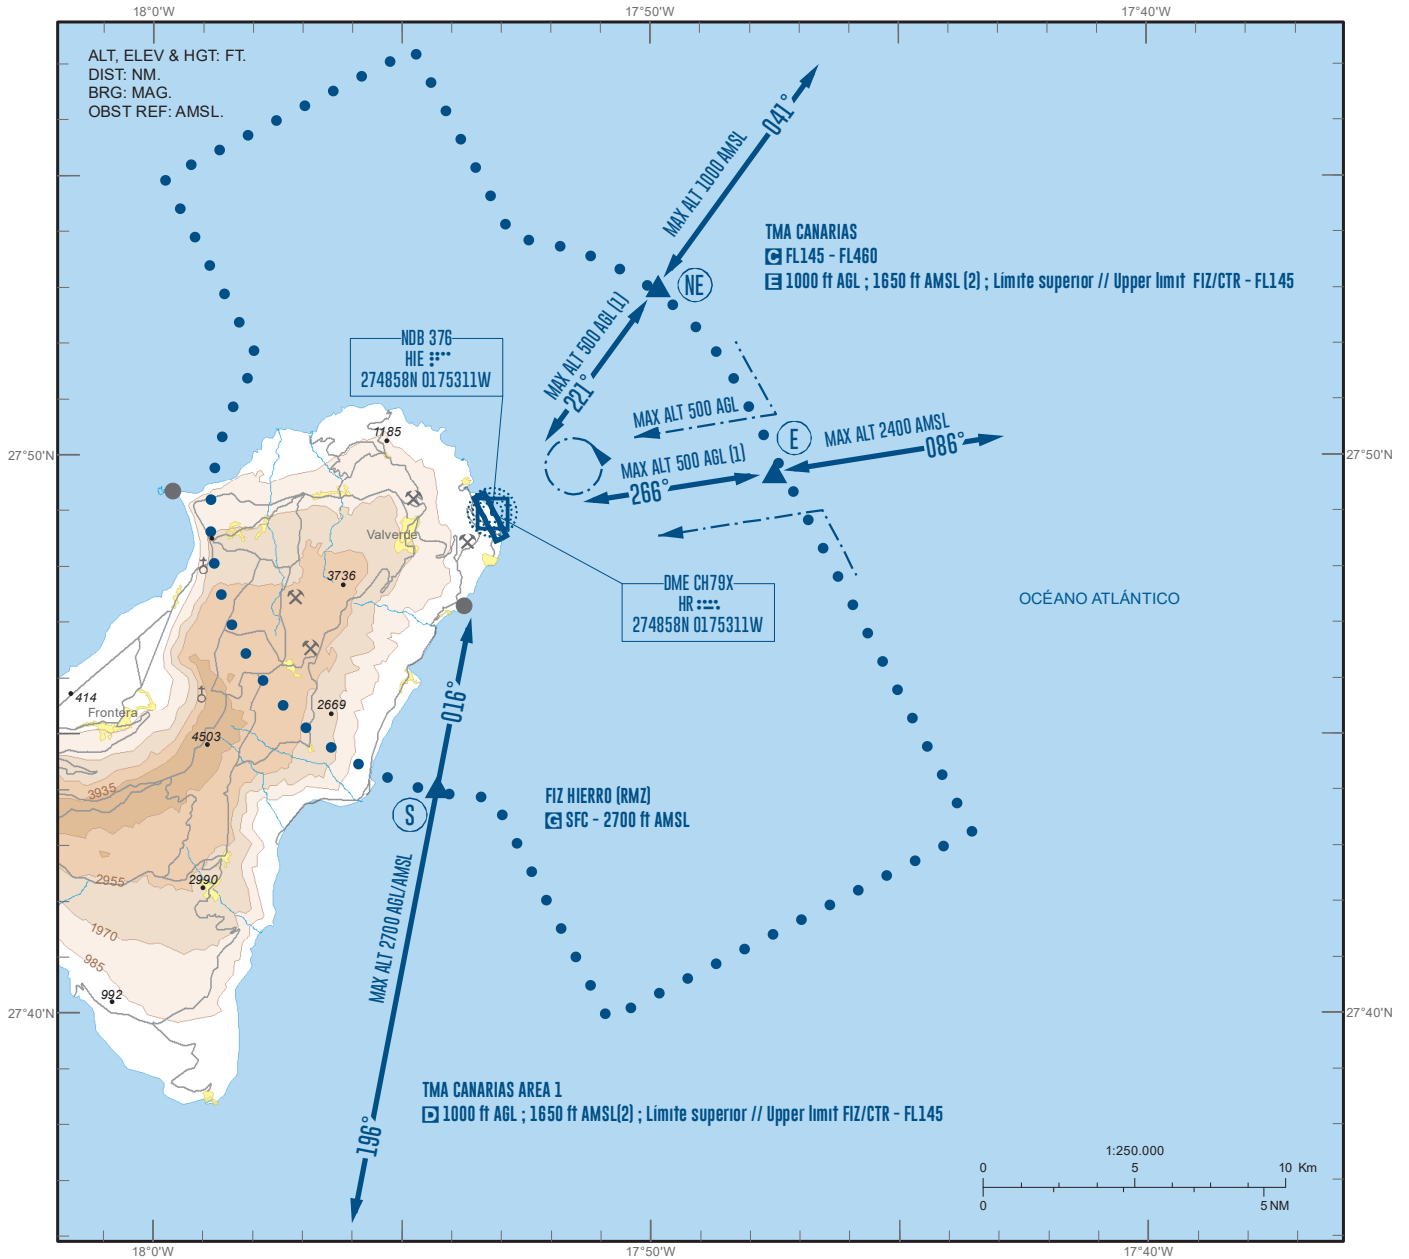 18°0'W
17°50'W
17°40'W
ALT, ELEV & HGT: FT.
DIST: NM.
BRG: MAG.
OBST REF: AMSL.
041°
MAX ALT 1000 AMSL
TMA CANARIAS
C FL145 - FL460
E 1000 ft AGL ; 1650 ft AMSL (2) ; Límite superior // Upper limit FIZ/CTR - FL145
NE
MAX ALT 500 AGL (1)
221°
NDB 376
HIE
274858N 0175311W
MAX ALT 500 AGL
E
MAX ALT 2400 AMSL
086°
MAX ALT 500 AGL (1)
266°
1185
27°50'N
27°50'N
Valverde
3736
DME CH79X
HR
274858N 0175311W
OCÉANO ATLÁNTICO
414
Frontera
2669
016°
4503
3935
S
FIZ HIERRO (RMZ)
G SFC - 2700 ft AMSL
2955
2990
MAX ALT 2700 AGL/AMSL
1970
985
992
27°40'N
27°40'N
TMA CANARIAS AREA 1
D 1000 ft AGL ; 1650 ft AMSL(2) ; Límite superior // Upper limit FIZ/CTR - FL145
196°
1:250.000
0 5 10 Km
0 5 NM
18°0'W
17°50'W
17°40'W